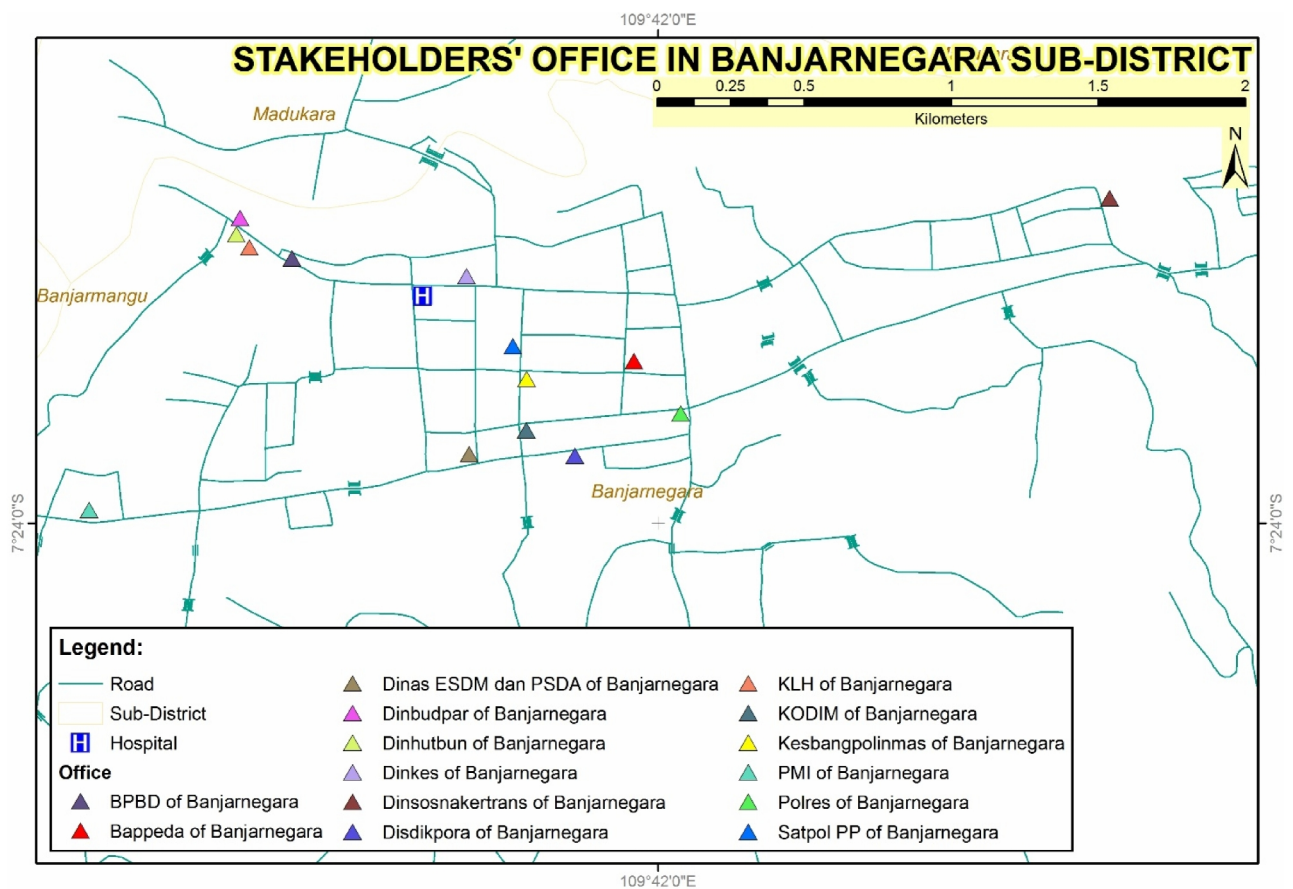 109°42'0"E
STAKEHOLDERS' OFFICE IN BANJARNEGARA SUB-DISTRICT
0 0.25 0.5 1 1.5 2
Kilometers
N
Madukara
Banjarmangu
H
Banjarnegara
7°24'0"S
7°24'0"S
Legend:
Road
Sub-District
H Hospital
Office
BPBD of Banjarnegara
Bappeda of Banjarnegara
Dinas ESDM dan PSDA of Banjarnegara
Dinbudpar of Banjarnegara
Dinhutbun of Banjarnegara
Dinkes of Banjarnegara
Dinsosnakertrans of Banjarnegara
Disdikpora of Banjarnegara
KLH of Banjarnegara
KODIM of Banjarnegara
Kesbangpolinmas of Banjarnegara
PMI of Banjarnegara
Polres of Banjarnegara
Satpol PP of Banjarnegara
109°42'0"E